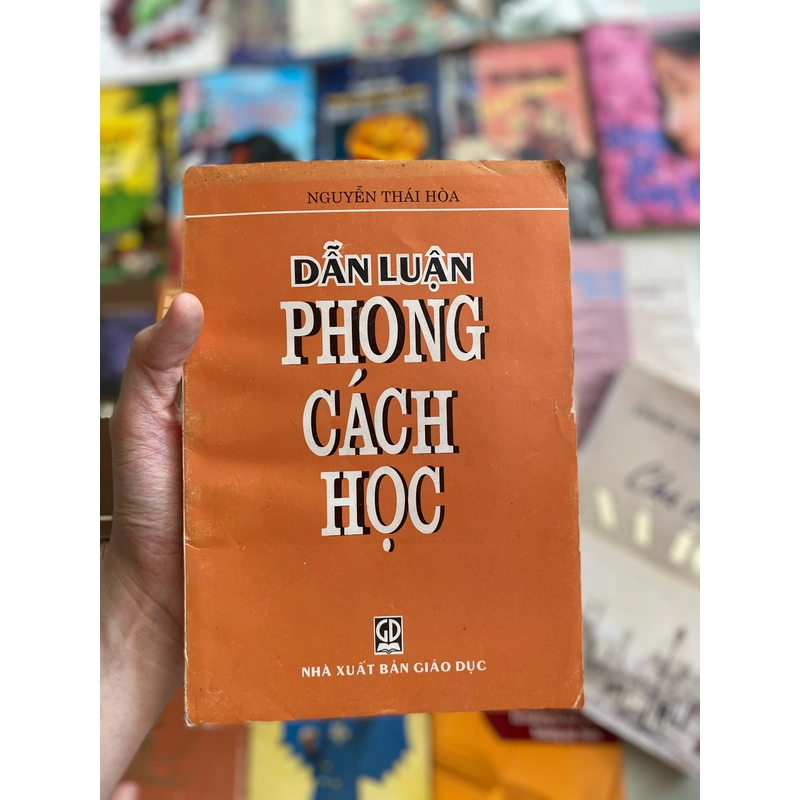 NGUYỄN THÁI HÒA
DẪN LUẬN
PHONG
CÁCH
HỌC
GD
NHÀ XUẤT BẢN GIÁO DỤC